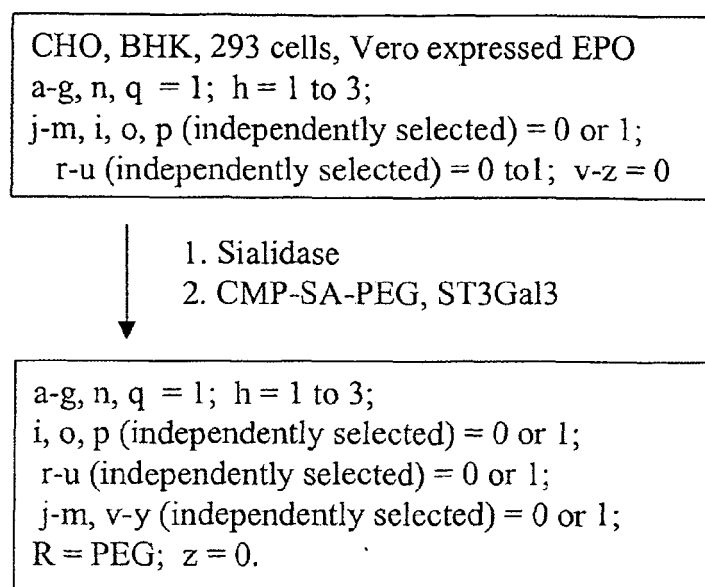 CHO, BHK, 293 cells, Vero expressed EPO
a-g, n, q = 1; h = 1 to 3;
j-m, i, o, p (independently selected) = 0 or 1;
r-u (independently selected) = 0 to1; v-z = 0
1. Sialidase
2. CMP-SA-PEG, ST3Gal3
a-g, n, q = 1; h = 1 to 3;
i, o, p (independently selected) = 0 or 1;
r-u (independently selected) = 0 or 1;
j-m, v-y (independently selected) = 0 or 1;
R = PEG; z = 0.